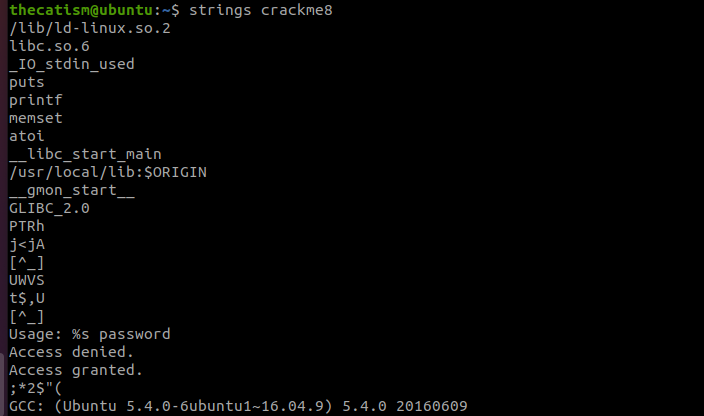 thecatism@ubuntu:~$ strings crackme8
/lib/ld-linux.so.2
libc.so.6
_IO_stdin_used
puts
printf
memset
atoi
__libc_start_main
/usr/local/lib:$ORIGIN
__gmon_start__
GLIBC_2.0
PTRh
j<jA
[^_]
UWVS
t$,U
[^_]
Usage: %s password
Access denied.
Access granted.
;*2$"(
GCC: (Ubuntu 5.4.0-6ubuntu1~16.04.9) 5.4.0 20160609